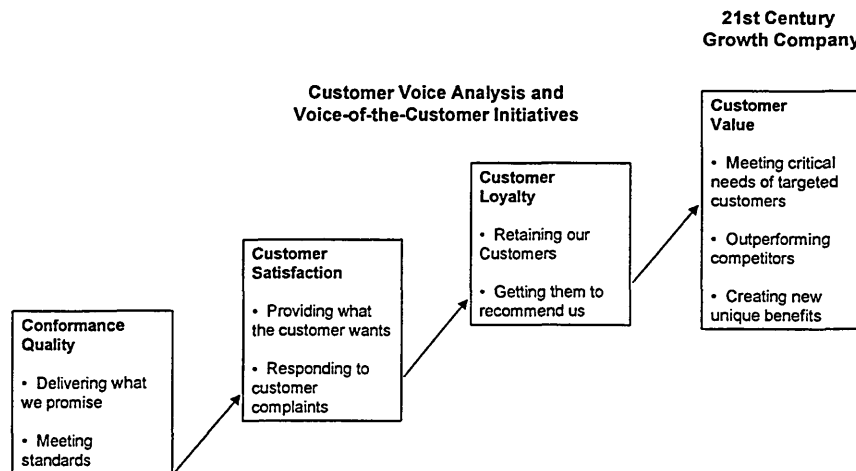 21st Century
Growth Company
Customer Voice Analysis and
Voice-of-the-Customer Initiatives
Customer
Value
• Meeting critical
needs of targeted
customers
• Outperforming
competitors
• Creating new
unique benefits
Customer
Loyalty
• Retaining our
Customers
• Getting them to
recommend us
Customer
Satisfaction
• Providing what
the customer wants
• Responding to
customer
complaints
Conformance
Quality
• Delivering what
we promise
• Meeting
standards